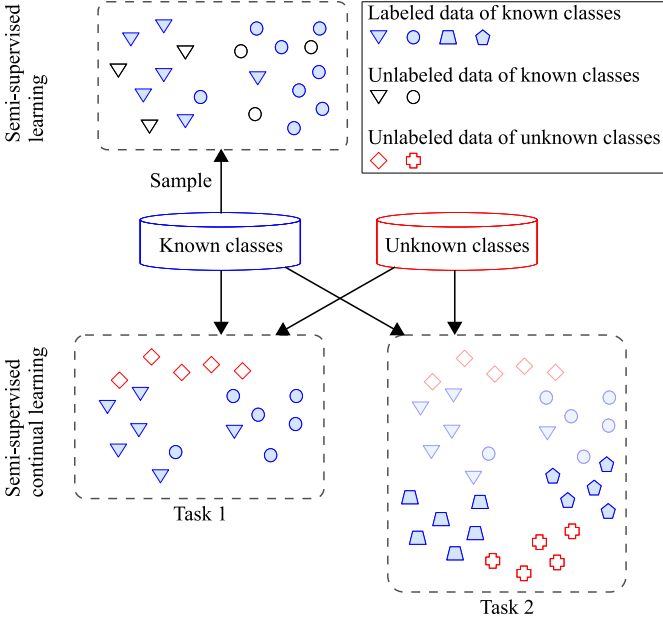 Semi-supervised
learning
Labeled data of known classes
Unlabeled data of known classes
Unlabeled data of unknown classes
Sample
Known classes
Unknown classes
Semi-supervised
continual learning
Task 1
Task 2